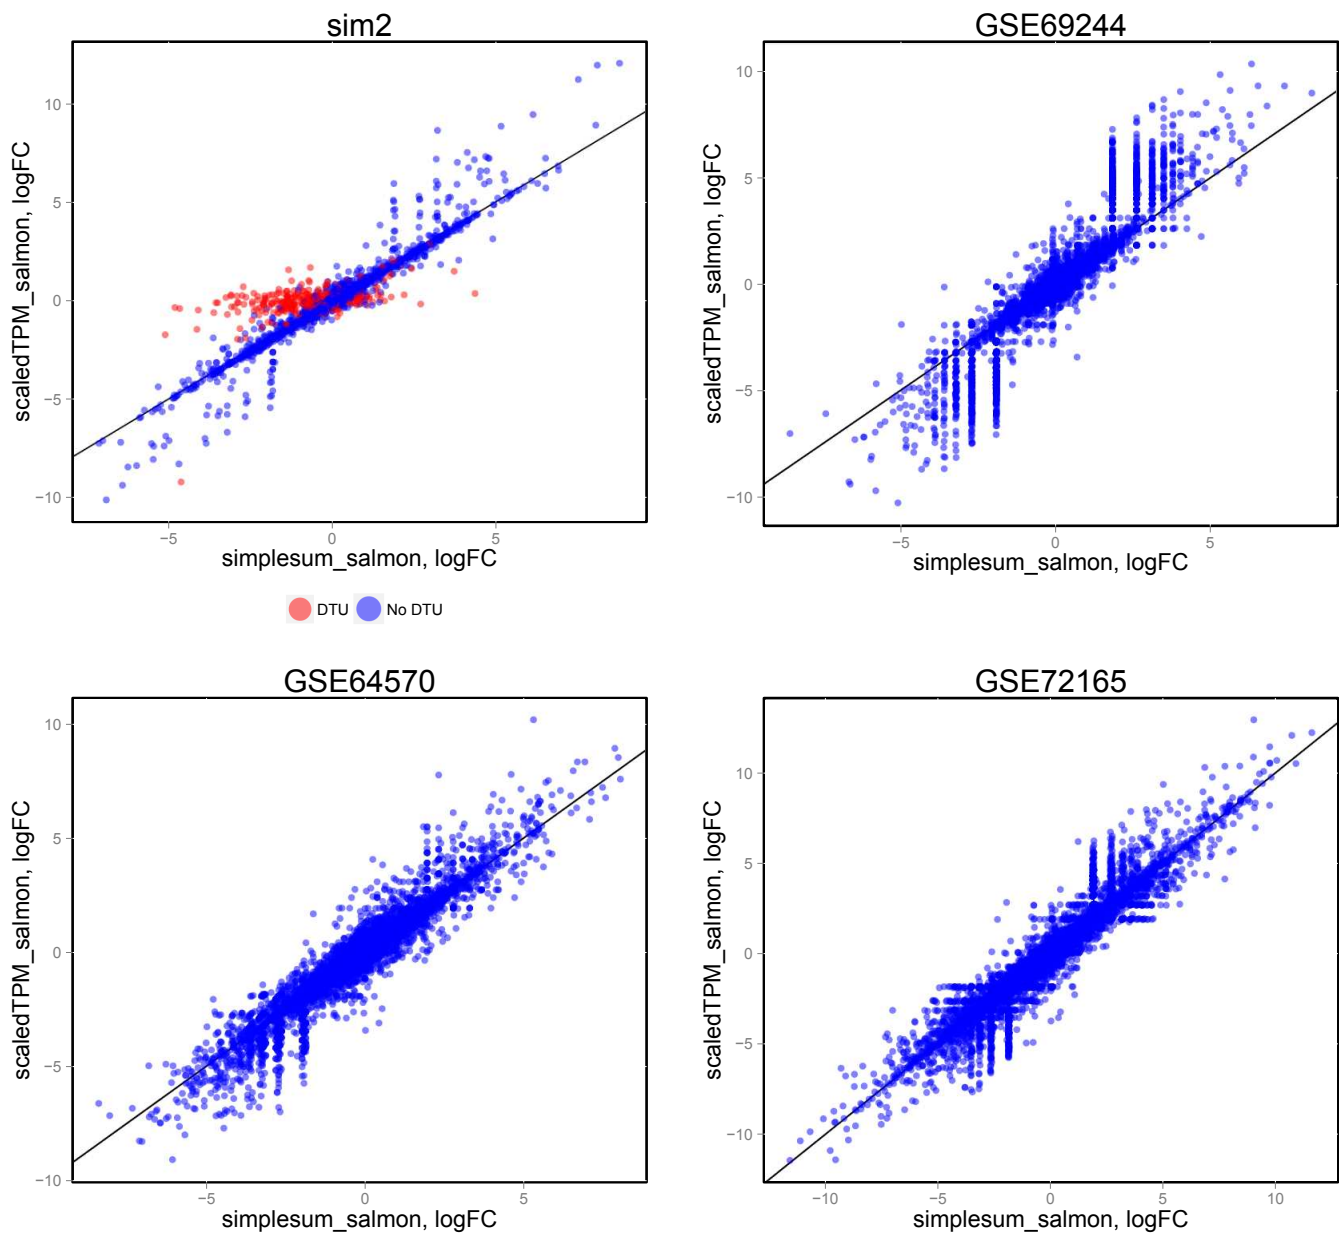 sim2
10
5
0
−5
−10
scaledTPM_salmon, logFC
−5 0 5
simplesum_salmon, logFC
DTU No DTU
GSE69244
10
5
0
−5
−10
scaledTPM_salmon, logFC
−5 0 5
simplesum_salmon, logFC
GSE64570
10
5
0
−5
−10
scaledTPM_salmon, logFC
−5 0 5
simplesum_salmon, logFC
GSE72165
10
5
0
−5
−10
scaledTPM_salmon, logFC
−10 −5 0 5 10
simplesum_salmon, logFC